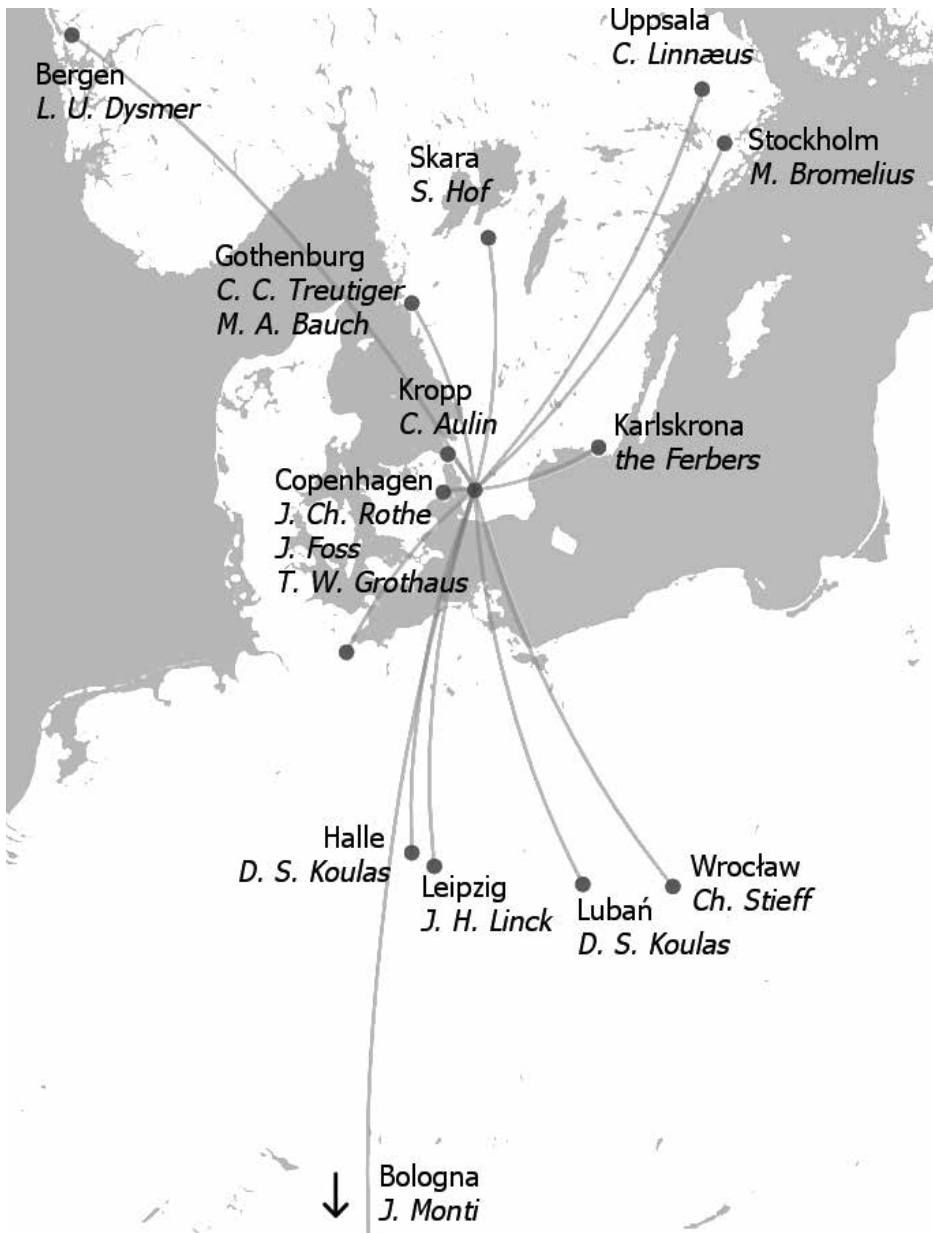 Uppsala
C. Linnæus
Bergen
L. U. Dysmer
Stockholm
M. Bromelius
Skara
S. Hof
Gothenburg
C. C. Treutiger
M. A. Bauch
Kropp
C. Aulin
Karlskrona
the Ferbers
Copenhagen
J. Ch. Rothe
J. Foss
T. W. Grothaus
Halle
D. S. Koulas
Leipzig
J. H. Linck
Lubań
D. S. Koulas
Wrocław
Ch. Stieff
Bologna
J. Monti